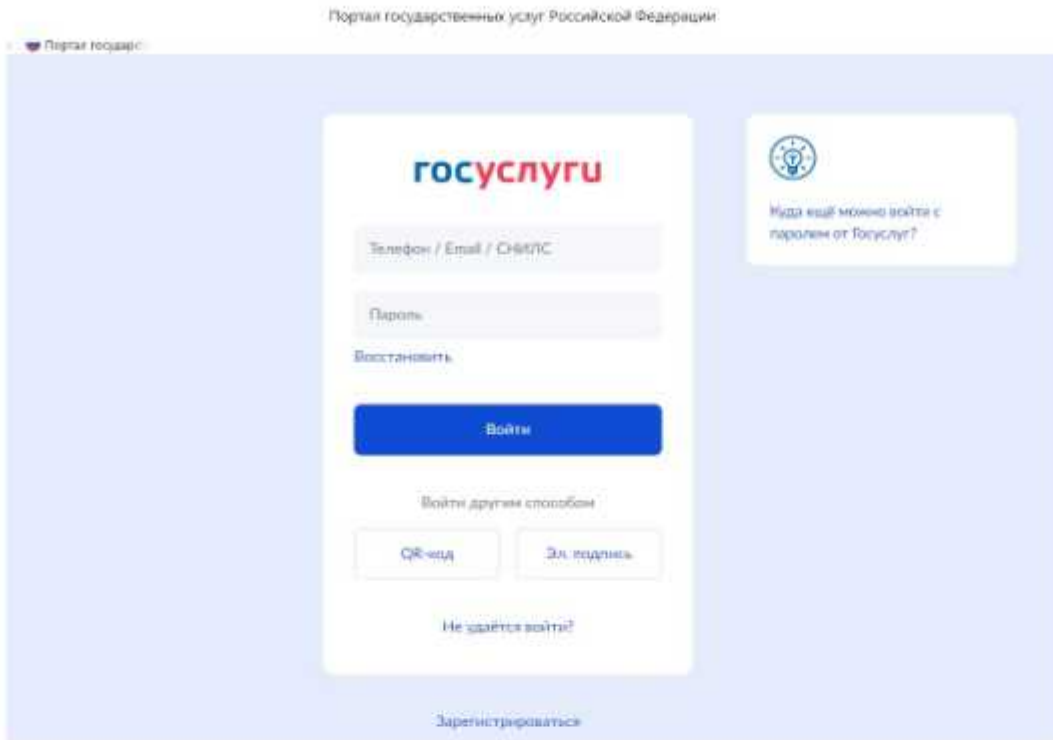 Портал государственных услуг Российской Федерации
Портал государс
госуслуги
Куда ещё можно войти с
паролем от Госуслуг?
Телефон / Email / СНИЛС
Пароль
Восстановить
Войти
Войти другим способом
QR-код
Эл. подпись
Не удаётся войти?
Зарегистрироваться